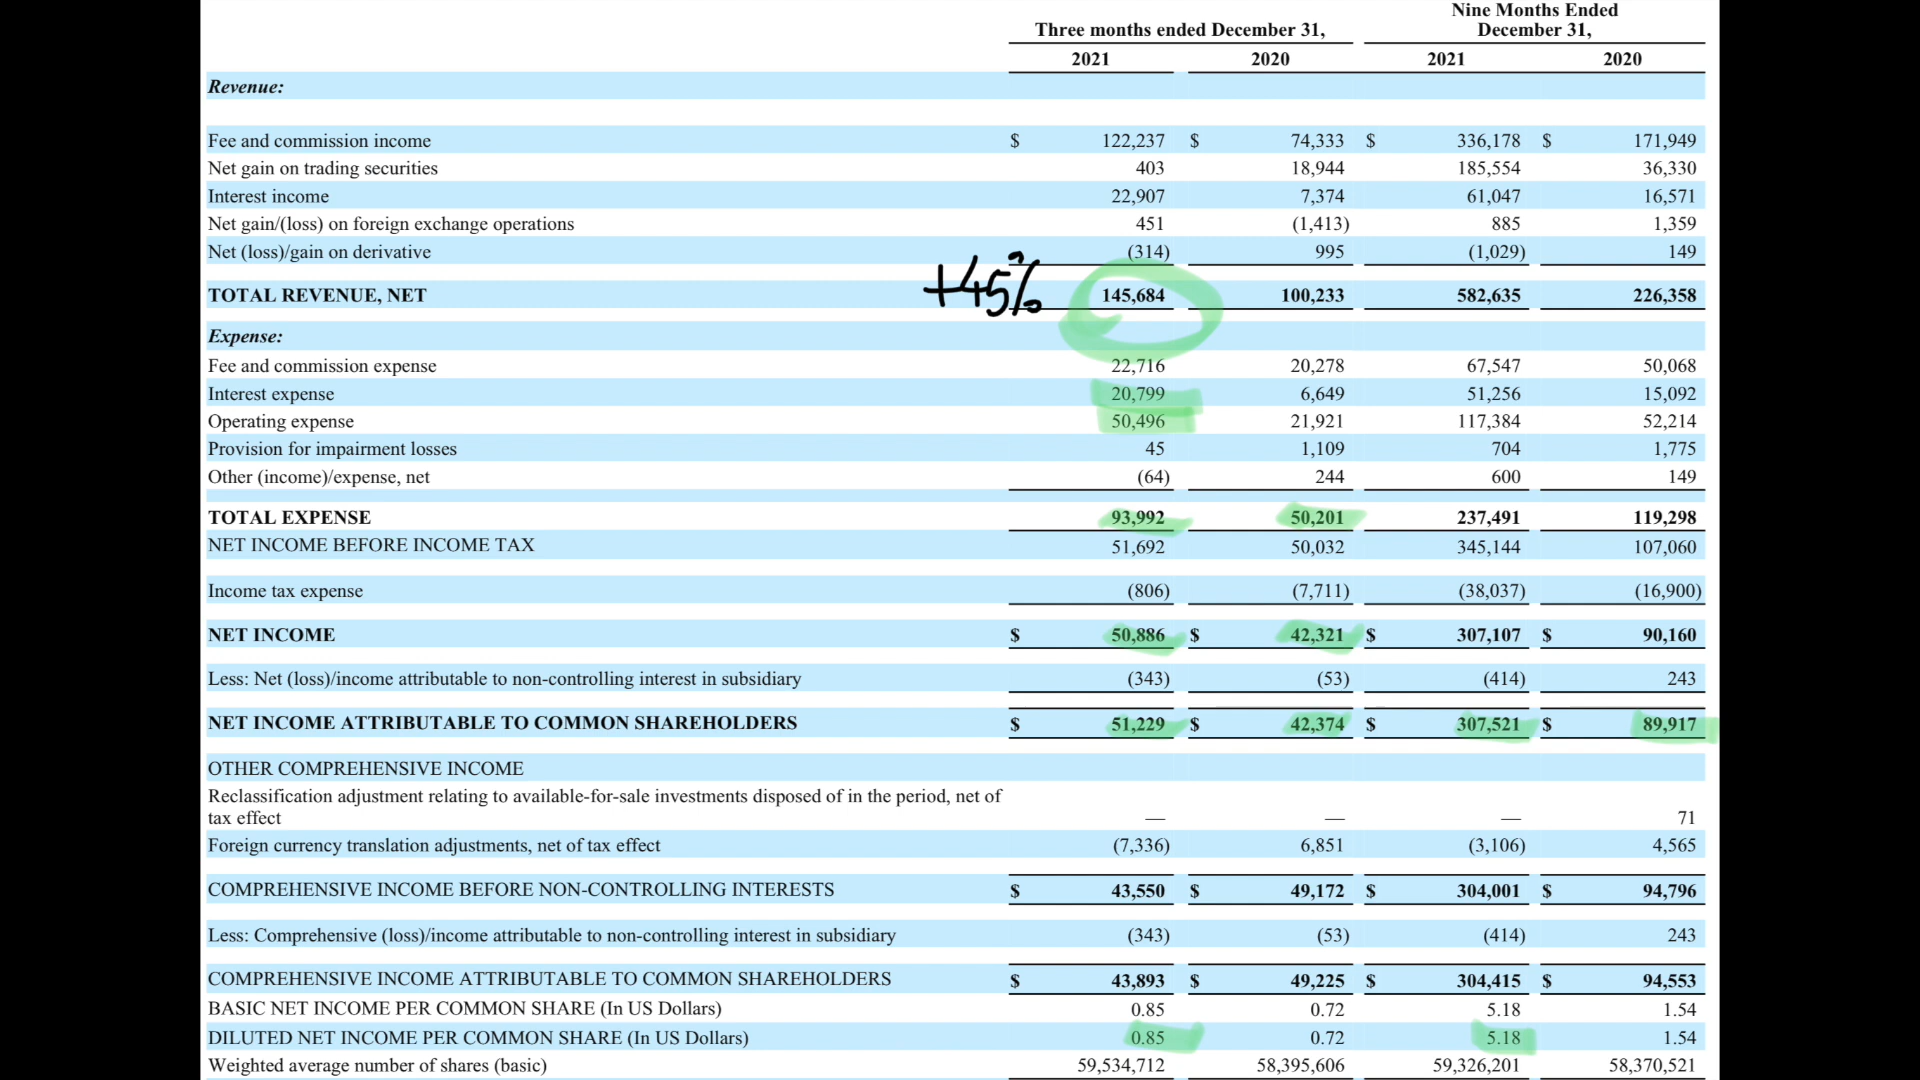 Nine Months Ended
Three months ended December 31, December 31,
2021 2020 2021 2020
Revenue:
Fee and commission income $ 122,237 $ 74,333 $ 336,178 $ 171,949
Net gain on trading securities 403 18,944 185,554 36,330
Interest income 22,907 7,374 61,047 16,571
Net gain/(loss) on foreign exchange operations 451 (1,413) 885 1,359
Net (loss)/gain on derivative (314) 995 (1,029) 149
+45%
TOTAL REVENUE, NET 145,684 100,233 582,635 226,358
Expense:
Fee and commission expense 22,716 20,278 67,547 50,068
Interest expense 20,799 6,649 51,256 15,092
Operating expense 50,496 21,921 117,384 52,214
Provision for impairment losses 45 1,109 704 1,775
Other (income)/expense, net (64) 244 600 149
TOTAL EXPENSE 93,992 50,201 237,491 119,298
NET INCOME BEFORE INCOME TAX 51,692 50,032 345,144 107,060
Income tax expense (806) (7,711) (38,037) (16,900)
NET INCOME $ 50,886 $ 42,321 $ 307,107 $ 90,160
Less: Net (loss)/income attributable to non-controlling interest in subsidiary (343) (53) (414) 243
NET INCOME ATTRIBUTABLE TO COMMON SHAREHOLDERS $ 51,229 $ 42,374 $ 307,521 $ 89,917
OTHER COMPREHENSIVE INCOME
Reclassification adjustment relating to available-for-sale investments disposed of in the period, net of
tax effect — — — 71
Foreign currency translation adjustments, net of tax effect (7,336) 6,851 (3,106) 4,565
COMPREHENSIVE INCOME BEFORE NON-CONTROLLING INTERESTS $ 43,550 $ 49,172 $ 304,001 $ 94,796
Less: Comprehensive (loss)/income attributable to non-controlling interest in subsidiary (343) (53) (414) 243
COMPREHENSIVE INCOME ATTRIBUTABLE TO COMMON SHAREHOLDERS $ 43,893 $ 49,225 $ 304,415 $ 94,553
BASIC NET INCOME PER COMMON SHARE (In US Dollars) 0.85 0.72 5.18 1.54
DILUTED NET INCOME PER COMMON SHARE (In US Dollars) 0.85 0.72 5.18 1.54
Weighted average number of shares (basic) 59,534,712 58,395,606 59,326,201 58,370,521